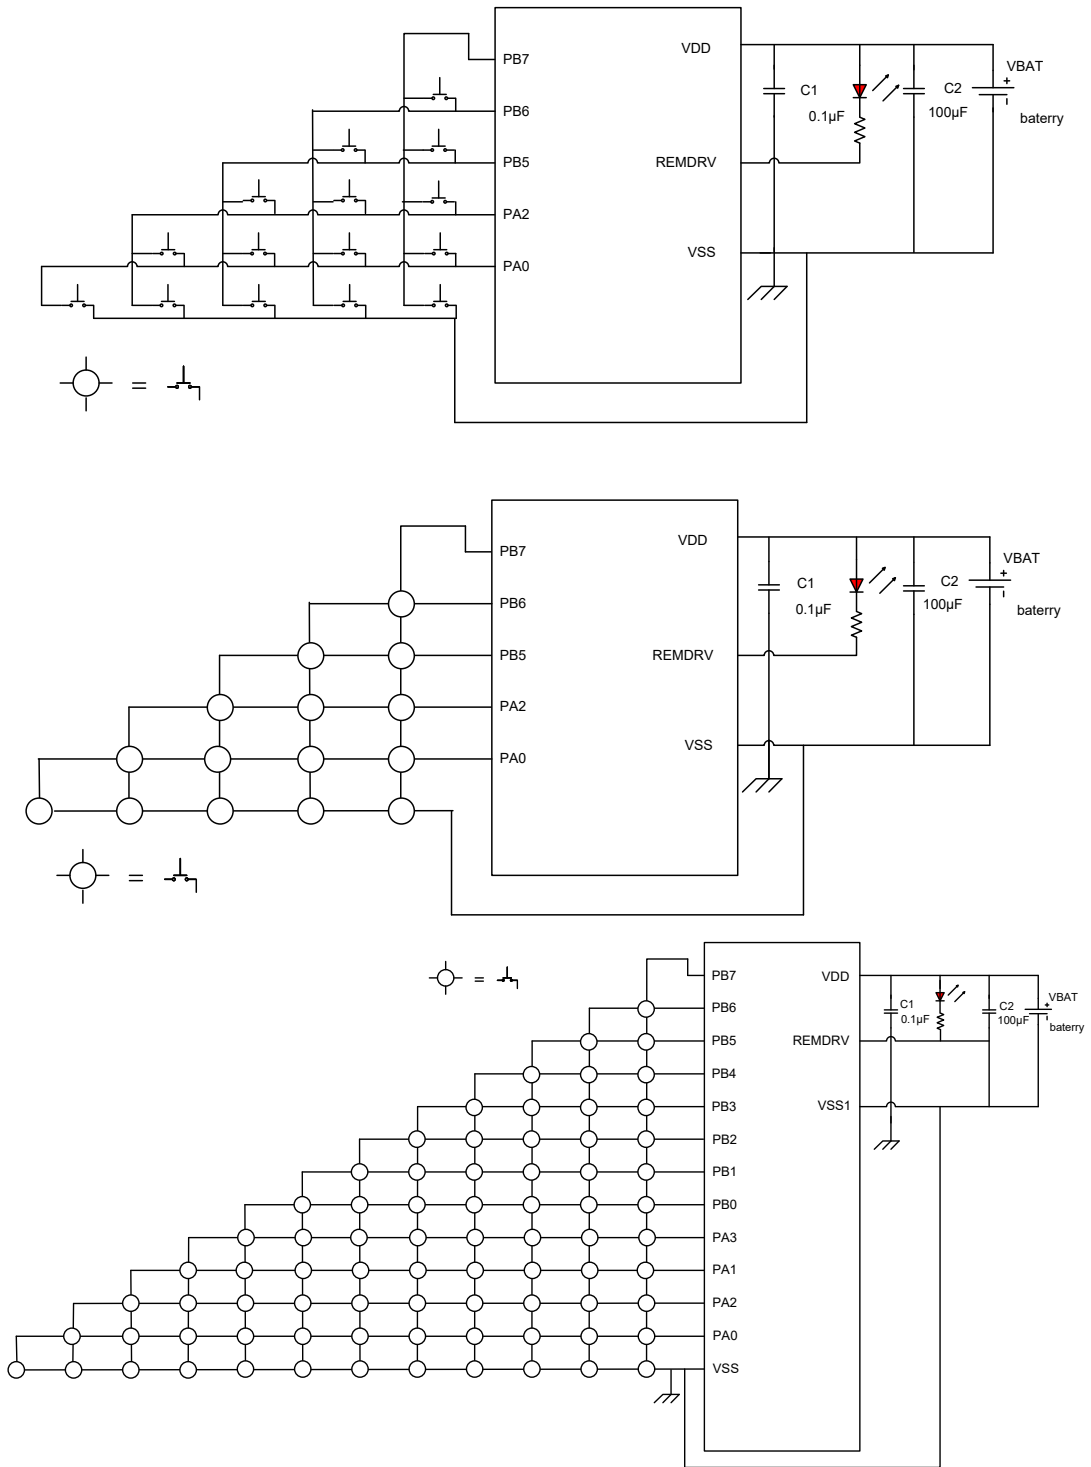 PB7
PB6
PB5
PA2
PA0
VDD
REMDRV
VSS
C1
0.1µF
C2
100µF
VBAT
+
baterry
=
PB7
PB6
PB5
PA2
PA0
VDD
REMDRV
VSS
C1
0.1µF
C2
100µF
VBAT
+
baterry
=
=
PB7
PB6
PB5
PB4
PB3
PB2
PB1
PB0
PA3
PA1
PA2
PA0
VSS
VDD
REMDRV
VSS1
C1
0.1µF
C2
100µF
VBAT
+
baterry